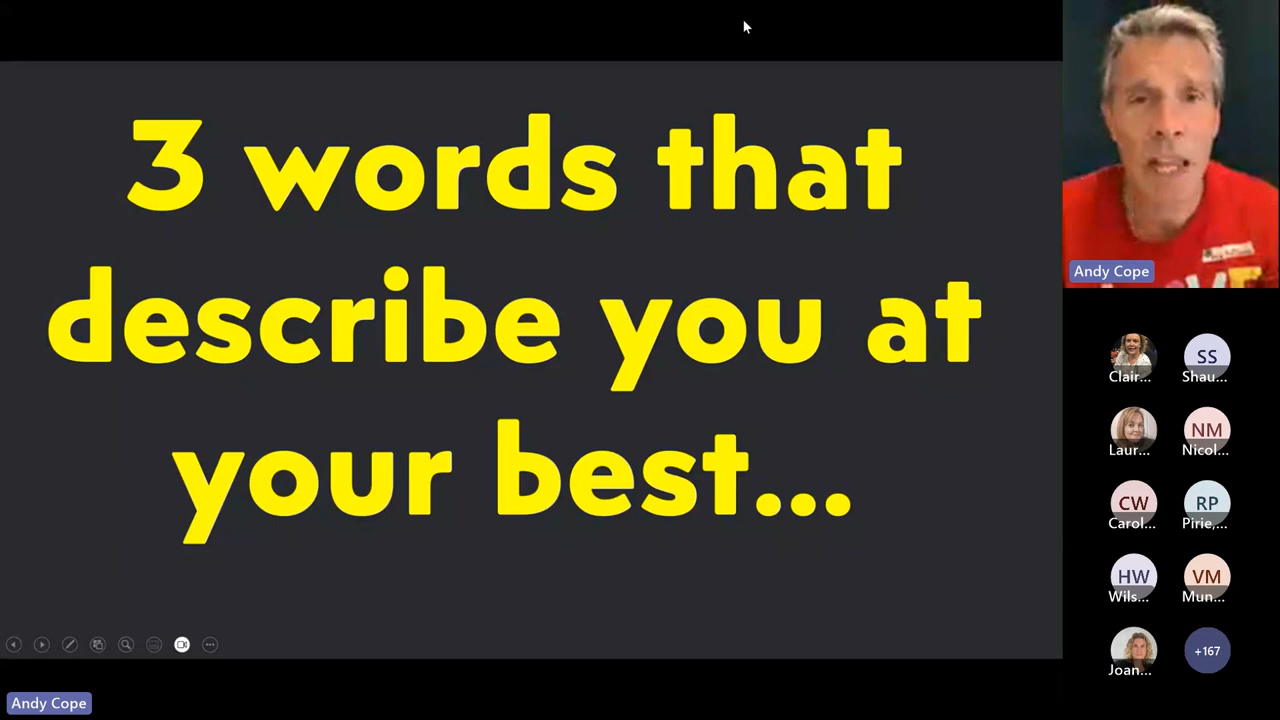 3 words that
describe you at
your best...
Andy Cope
Clair...
SS
Shau...
Laur...
NM
Nicol...
CW
Carol...
RP
Pirie,...
HW
Wils...
VM
Mun...
Joan...
+167
Andy Cope